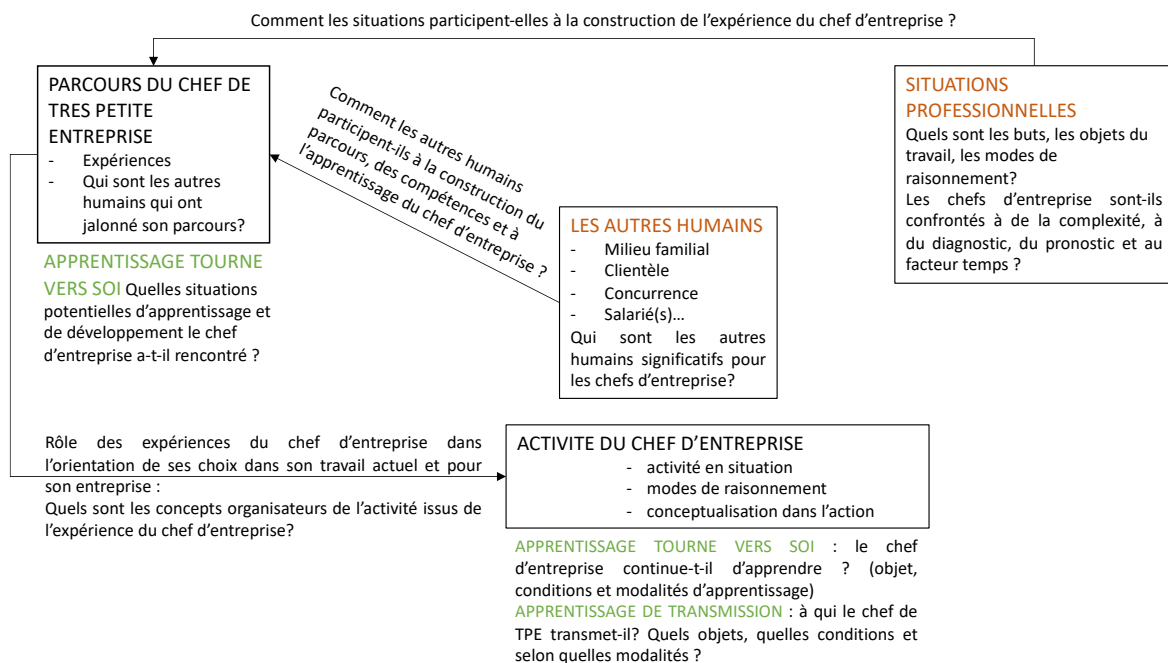 Comment les situations participent-elles à la construction de l'expérience du chef d'entreprise ?
PARCOURS DU CHEF DE
TRES PETITE
ENTREPRISE
- Expériences
- Qui sont les autres
humains qui ont
jalonné son parcours?
APPRENTISSAGE TOURNE
VERS SOI Quelles situations
potentielles d'apprentissage et
de développement le chef
d'entreprise a-t-il rencontré ?
Comment les autres humains
participent-ils à la construction du
parcours, des compétences et à
l'apprentissage du chef d'entreprise ?
LES AUTRES HUMAINS
- Milieu familial
- Clientèle
- Concurrence
- Salarié(s)…
Qui sont les autres
humains significatifs pour
les chefs d'entreprise?
SITUATIONS
PROFESSIONNELLES
Quels sont les buts, les objets du
travail, les modes de
raisonnement?
Les chefs d'entreprise sont-ils
confrontés à de la complexité, à
du diagnostic, du pronostic et au
facteur temps ?
Rôle des expériences du chef d'entreprise dans
l'orientation de ses choix dans son travail actuel et pour
son entreprise :
Quels sont les concepts organisateurs de l'activité issus de
l'expérience du chef d'entreprise?
ACTIVITE DU CHEF D'ENTREPRISE
- activité en situation
- modes de raisonnement
- conceptualisation dans l'action
APPRENTISSAGE TOURNE VERS SOI : le chef
d'entreprise continue-t-il d'apprendre ? (objet,
conditions et modalités d'apprentissage)
APPRENTISSAGE DE TRANSMISSION : à qui le chef de
TPE transmet-il? Quels objets, quelles conditions et
selon quelles modalités ?